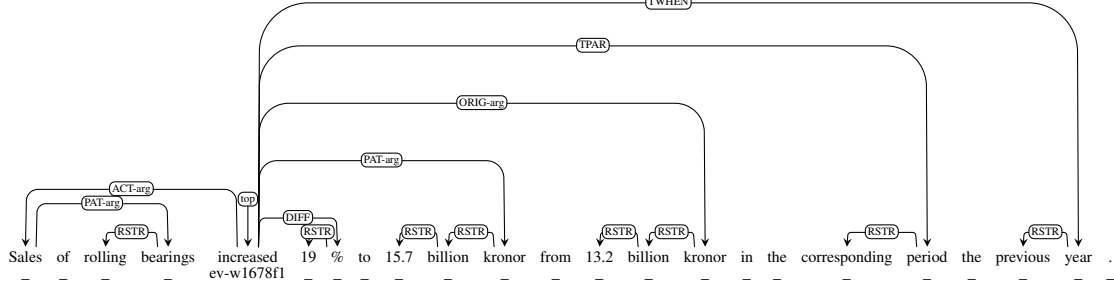 TWHEN
TPAR
ORIG-arg
PAT-arg
ACT-arg
top
PAT-arg
DIFF
RSTR RSTR RSTR RSTR RSTR RSTR RSTR RSTR
Sales of rolling bearings increased 19 % to 15.7 billion kronor from 13.2 billion kronor in the corresponding period the previous year .
_ _ _ _ ev-w1678f1 _ _ _ _ _ _ _ _ _ _ _ _ _ _ _ _ _ _